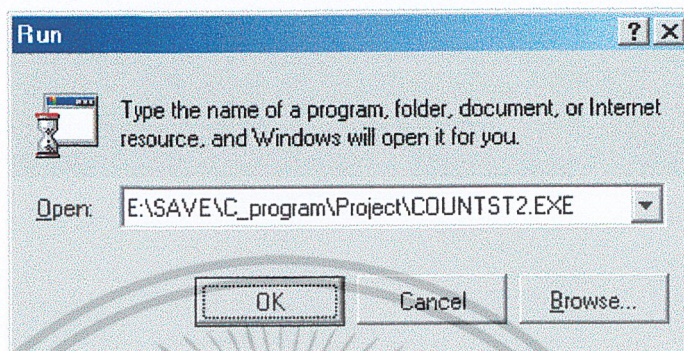 Run
Type the name of a program, folder, document, or Internet
resource, and Windows will open it for you.
Open: E:\SAVE\C_program\Project\COUNTST2.EXE
OK Cancel Browse...